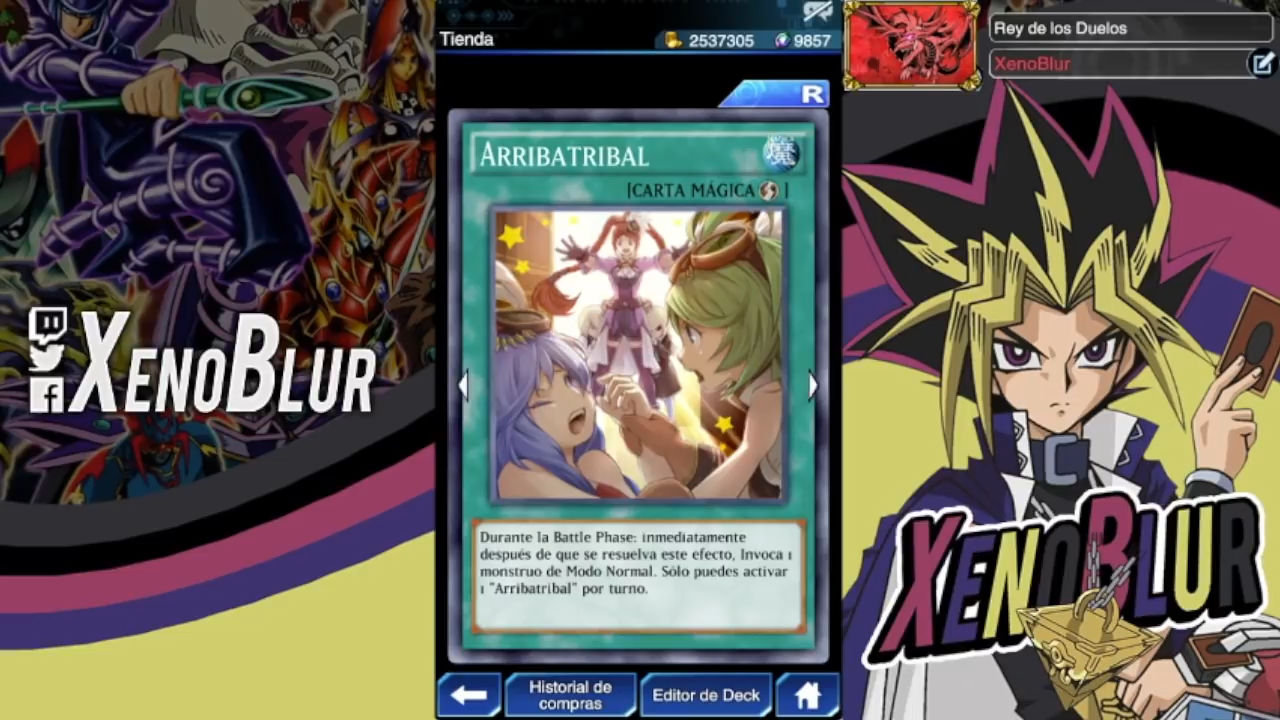 Tienda
2537305
9857
R
ARRIBATRIBAL
魔
[CARTA MÁGICA ]
Durante la Battle Phase: inmediatamente
después de que se resuelva este efecto, Invoca 1
monstruo de Modo Normal. Sólo puedes activar
1 "Arribatribal" por turno.
Historial de
compras
Editor de Deck
XENOBLUR
Rey de los Duelos
XenoBlur
XENOBLUR